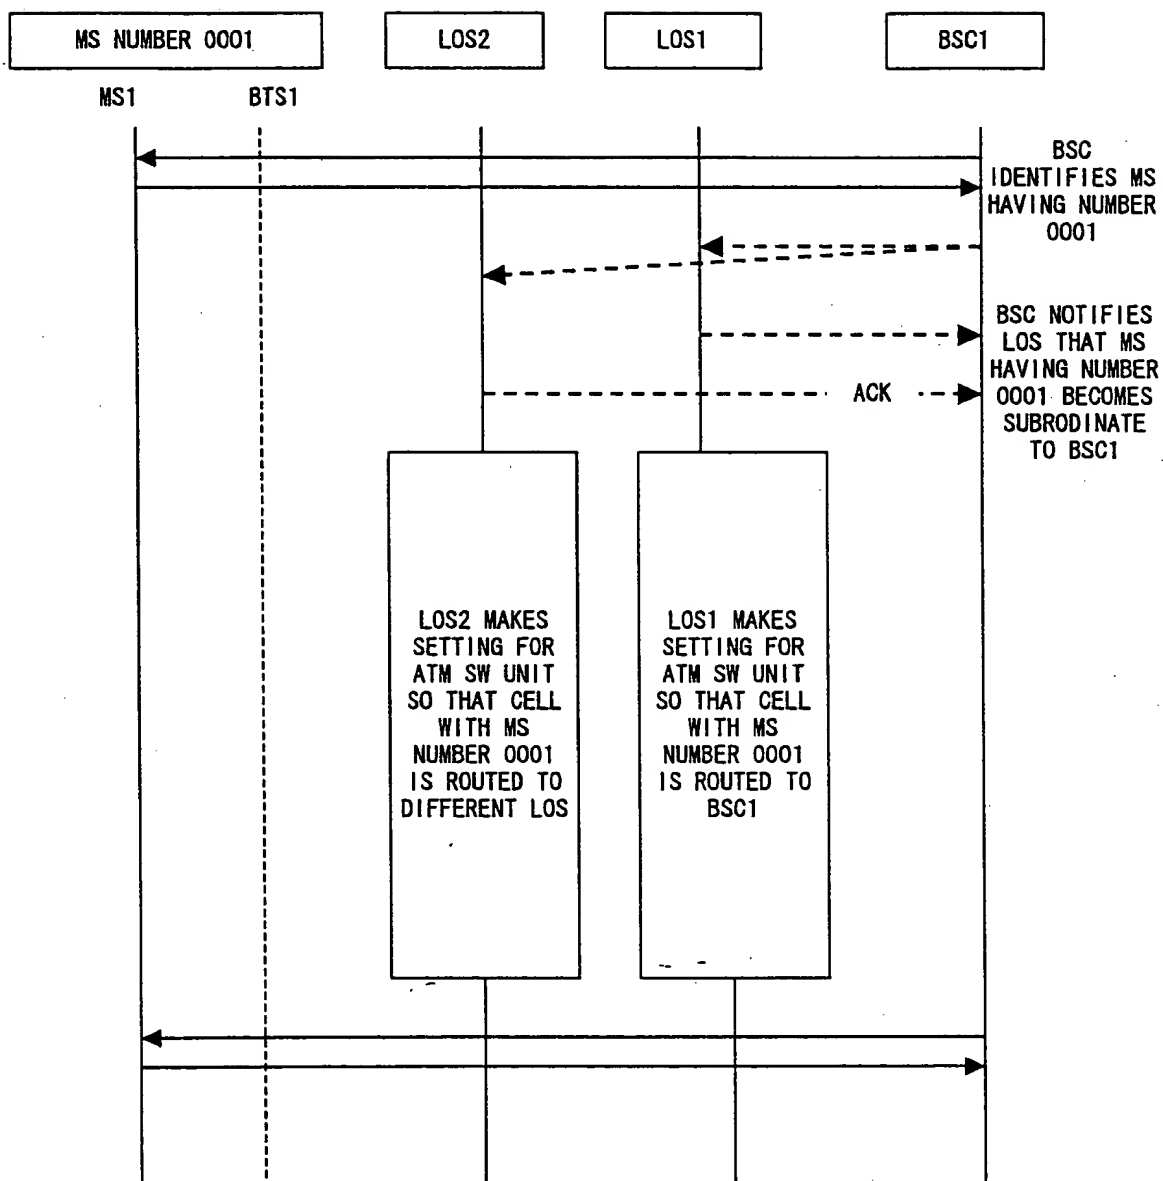 MS NUMBER 0001
LOS2
LOS1
BSC1
MS1
BTS1
BSC
IDENTIFIES MS
HAVING NUMBER
0001
BSC NOTIFIES
LOS THAT MS
HAVING NUMBER
0001 BECOMES
SUBRODINATE
TO BSC1
ACK
LOS2 MAKES
SETTING FOR
ATM SW UNIT
SO THAT CELL
WITH MS
NUMBER 0001
IS ROUTED TO
DIFFERENT LOS
LOS1 MAKES
SETTING FOR
ATM SW UNIT
SO THAT CELL
WITH MS
NUMBER 0001
IS ROUTED TO
BSC1